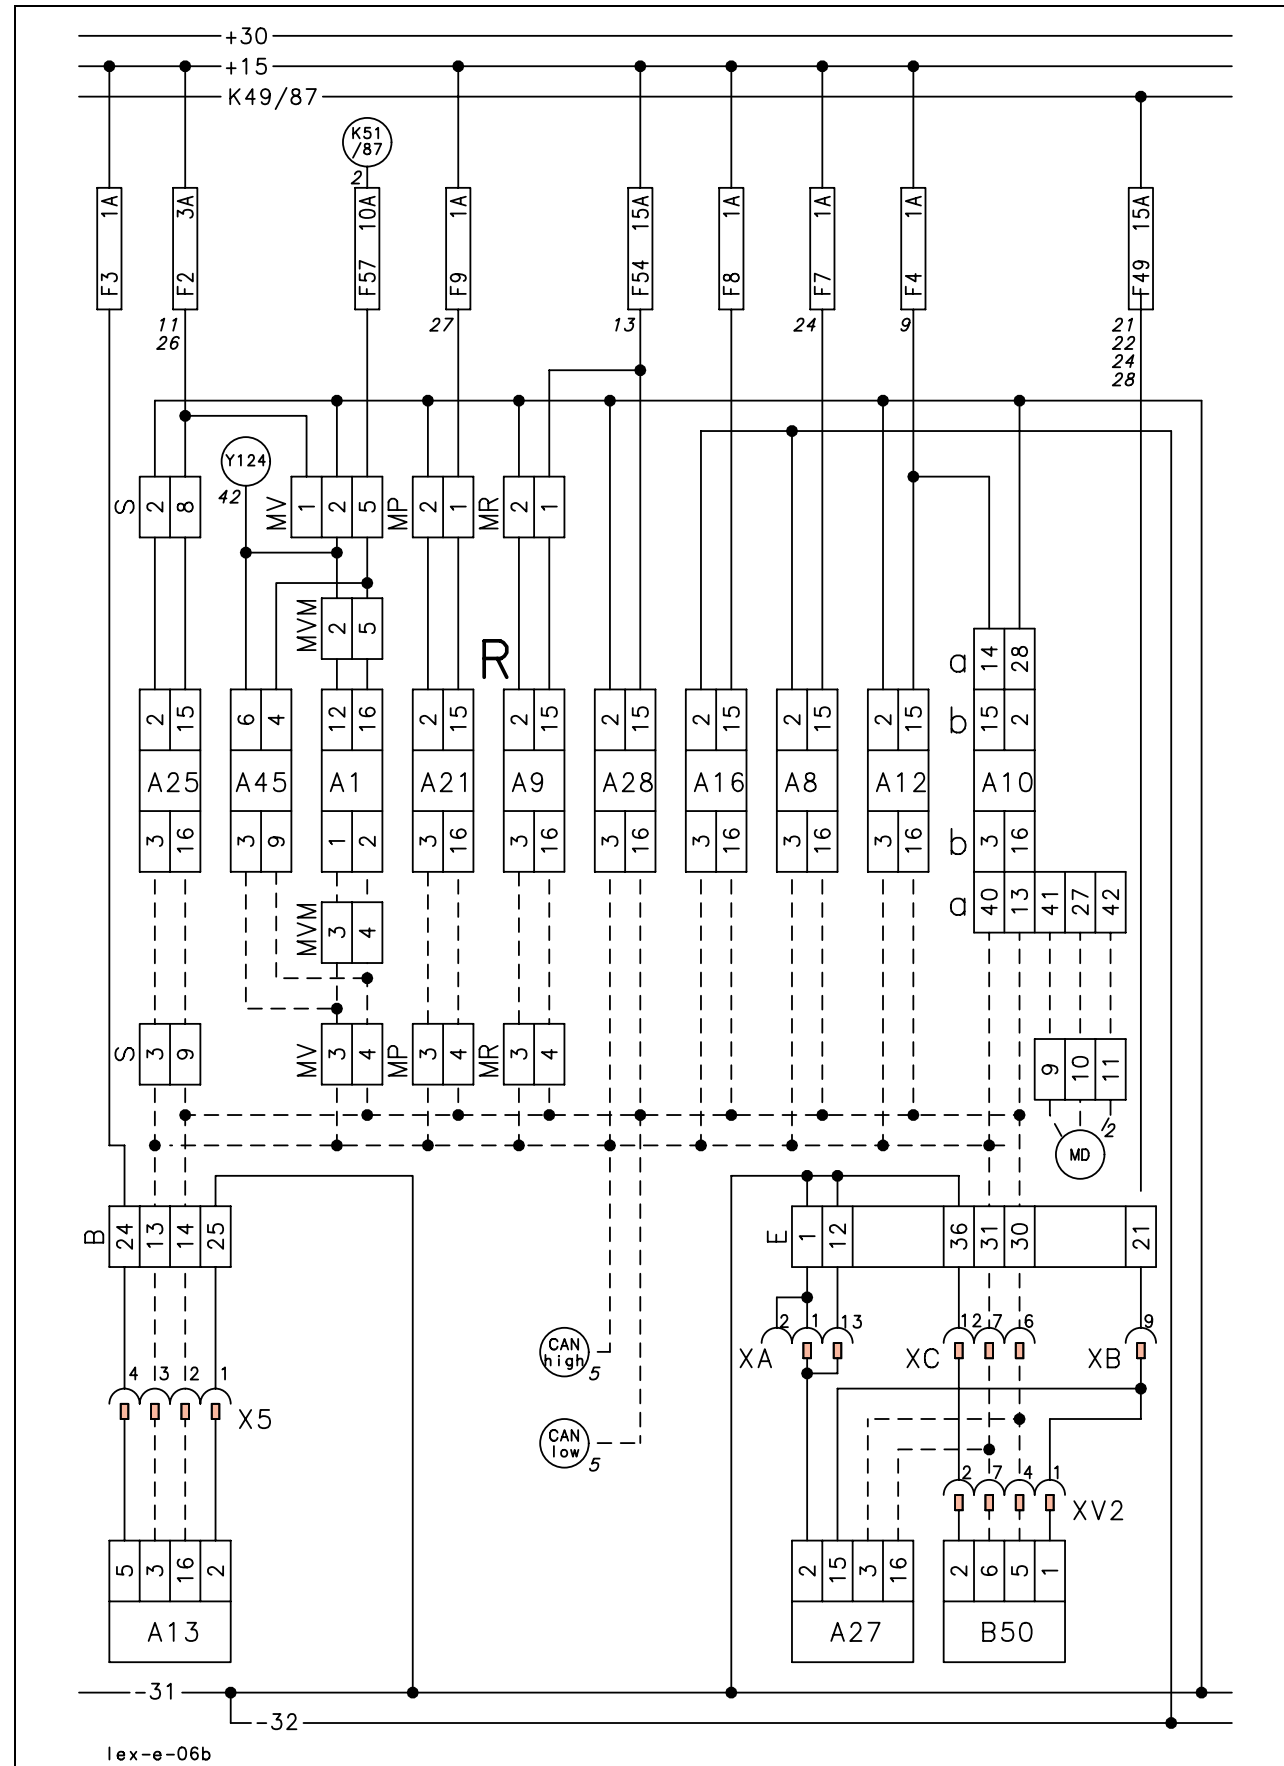 +30
+15
K49/87
K51
/87
2
F3 1A
F2 3A
F57 10A
F9 1A
F54 15A
F8 1A
F7 1A
F4 1A
F49 15A
11
26
27
13
24
9
21
22
24
28
Y124
42
S 2 8
MV 1 2 5
MP 2 1
MR 2 1
MVM 2 5
R
a 14 28
2 15
6 4
12 16
2 15
2 15
2 15
2 15
2 15
2 15
b 15 2
A25 A45 A1 A21 A9 A28 A16 A8 A12 A10
3 16
3 9
1 2
3 16
3 16
3 16
3 16
3 16
3 16
b 3 16
a 40 13 41 27 42
MVM 3 4
S 3 9
MV 3 4
MP 3 4
MR 3 4
9 10 11
2
MD
B 24 13 14 25
E 1 12 36 31 30 21
2 1 13
XA
12 7 6
XC
9
XB
CAN
high
5
4 3 2 1
X5
CAN
low
5
2 7 4 1
XV2
5 3 16 2
2 15 3 16
2 6 5 1
A13
A27
B50
-31
-32
lex-e-06b